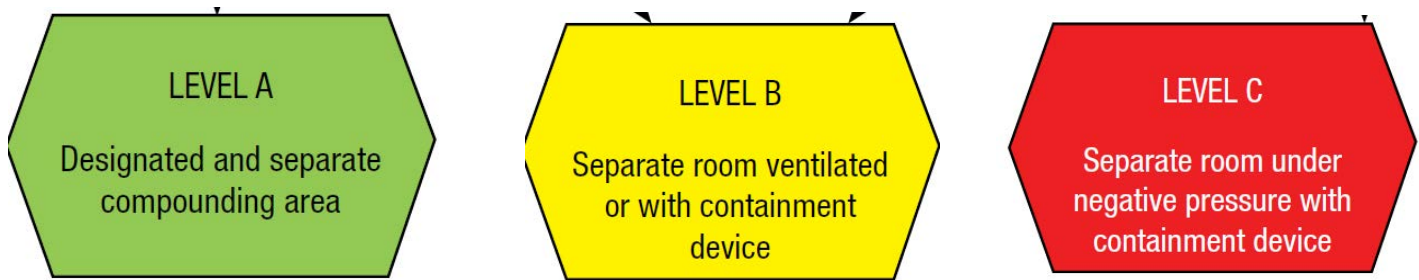 LEVEL A
Designated and separate
compounding area
LEVEL B
Separate room ventilated
or with containment
device
LEVEL C
Separate room under
negative pressure with
containment device